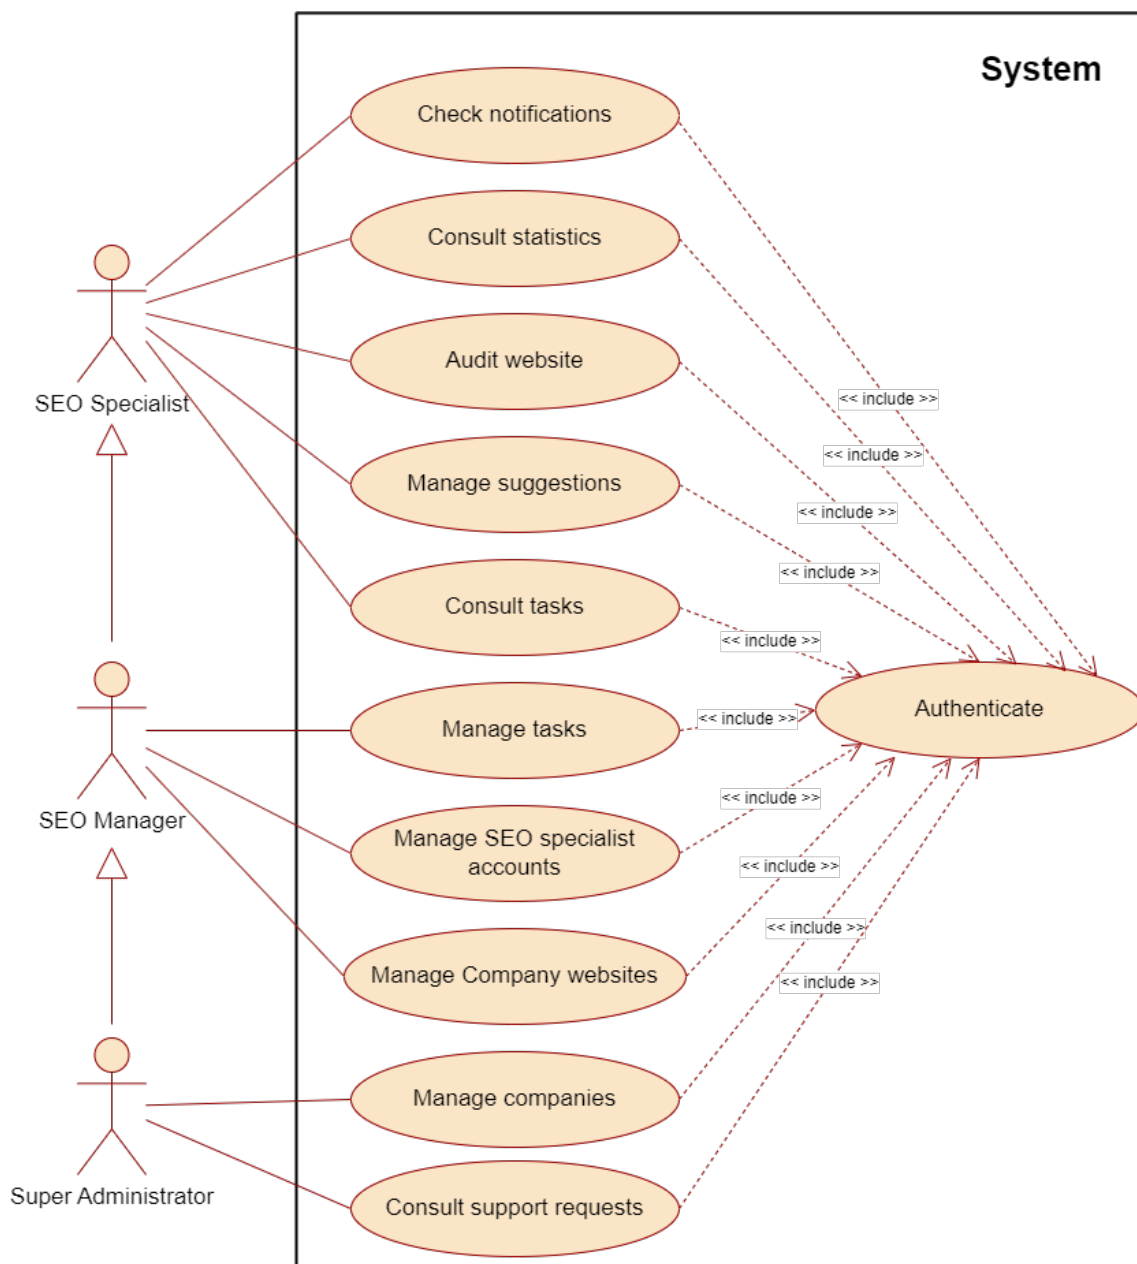 System
Check notifications
Consult statistics
Audit website
<< include >>
SEO Specialist
<< include >>
Manage suggestions
<< include >>
<< include >>
Consult tasks
<< include >>
Authenticate
<< include >>
Manage tasks
<< include >>
SEO Manager
Manage SEO specialist
accounts
<< include >>
<< include >>
Manage Company websites
<< include >>
Manage companies
Super Administrator
Consult support requests